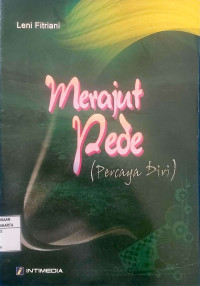 Leni Fitriani
Merajut
Pede
(Percaya Diri)
INTIMEDIA